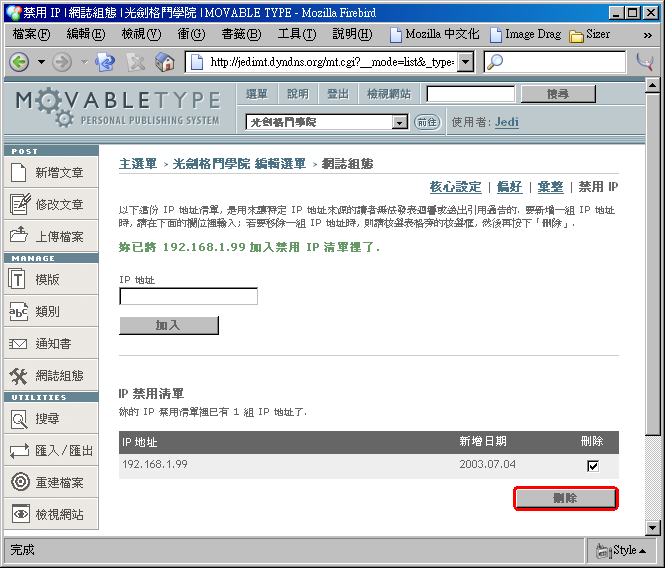 禁用 IP | 網誌組態 | 光劍格鬥學院 | MOVABLE TYPE - Mozilla Firebird
檔案(F) 編輯(E) 檢視(V) 衝(G) 書籤(B) 工具(T) 說明(H) Mozilla 中文化 Image Drag Sizer »
http://jedimt.dyndns.org/mt.cgi?__mode=list&_type=
MOVABLETYPE
PERSONAL PUBLISHING SYSTEM
選單 說明 登出 檢視網站 搜尋
光劍格鬥學院 前往 使用者: Jedi
POST
新增文章
修改文章
上傳檔案
MANAGE
模版
類別
通知書
網誌組態
UTILITIES
搜尋
匯入/匯出
重建檔案
檢視網站
主選單 > 光劍格鬥學院 編輯選單 > 網誌組態
核心設定 | 偏好 | 彙整 | 禁用 IP
以下這份 IP 地址清單, 是用來讓特定 IP 地址來源的讀者無法發表迴響或送出引用通告的. 要新增一組 IP 地址
時, 請在下面的欄位裡輸入; 若要移除一組 IP 地址時, 則請核選表格旁的核選框, 然後再按下「刪除」.
妳已將 192.168.1.99 加入禁用 IP 清單裡了.
IP 地址
加入
IP 禁用清單
妳的 IP 禁用清單裡已有 1 組 IP 地址了.
IP 地址 新增日期 刪除
192.168.1.99 2003.07.04
刪除
完成 Style